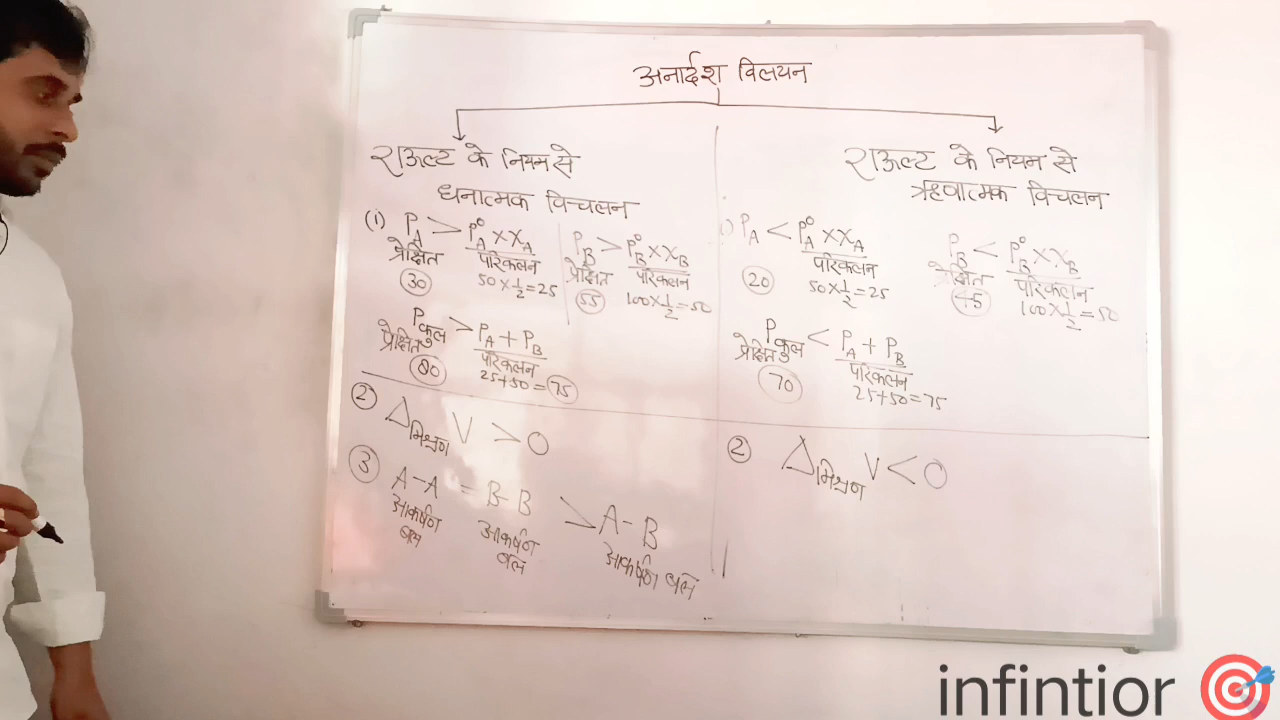 अनार्दश विलयन
राऊल्ट के नियम से
धनात्मक विच्चलन
(1) P_A > P°_A × X_A
प्रेक्षित परिकलन
30 50 × 1/2 = 25
P_B > P°_B × X_B
प्रेक्षित परिकलन
55 100 × 1/2 = 50
P कुल > P_A + P_B
प्रेक्षित परिकलन
80 25+50 = 75
2) Δ मिश्रण V > 0
3 A-A = B-B > A-B
आकर्षण बल आकर्षण बल आकर्षण बल
राऊल्ट के नियम से
ऋणात्मक विच्चलन
1) P_A < P°_A × X_A
परिकलन
20 50 × 1/2 = 25
P_B < P°_B × X_B
प्रेक्षित परिकलन
45 100 × 1/2 = 50
P कुल < P_A + P_B
प्रेक्षित परिकलन
70 25+50 = 75
2 Δ मिश्रण V < 0
infintior